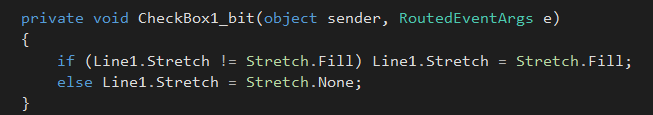 private void CheckBox1_bit(object sender, RoutedEventArgs e)
{
if (Line1.Stretch != Stretch.Fill) Line1.Stretch = Stretch.Fill;
else Line1.Stretch = Stretch.None;
}